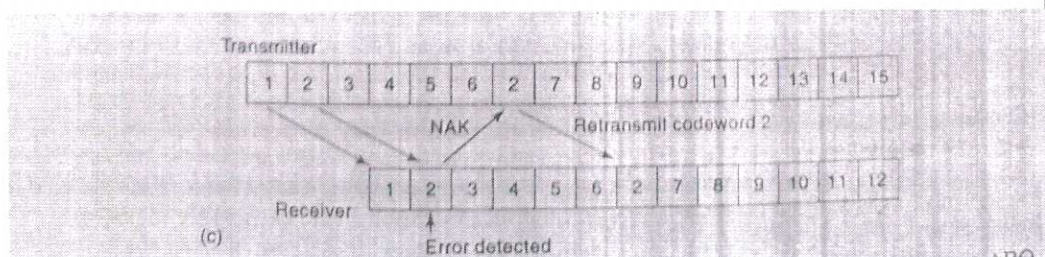 Transmitter
1 2 3 4 5 6 2 7 8 9 10 11 12 13 14 15
NAK Retransmit codeword 2
1 2 3 4 5 6 2 7 8 9 10 11 12
Receiver
(c)
Error detected
ARQ